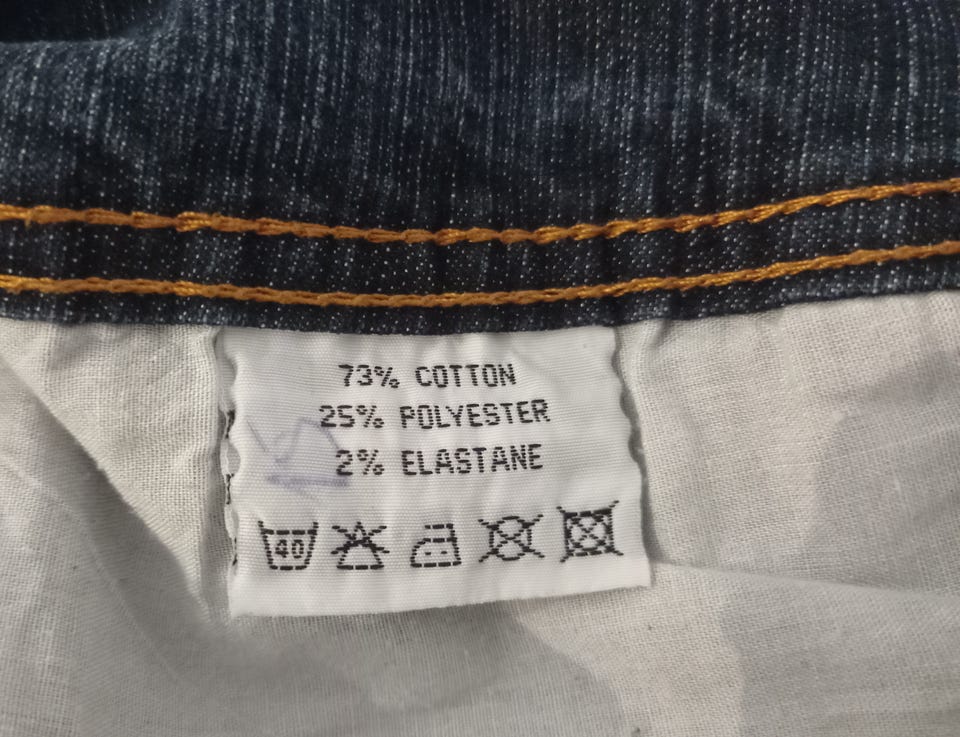 73% COTTON
25% POLYESTER
2% ELASTANE
40